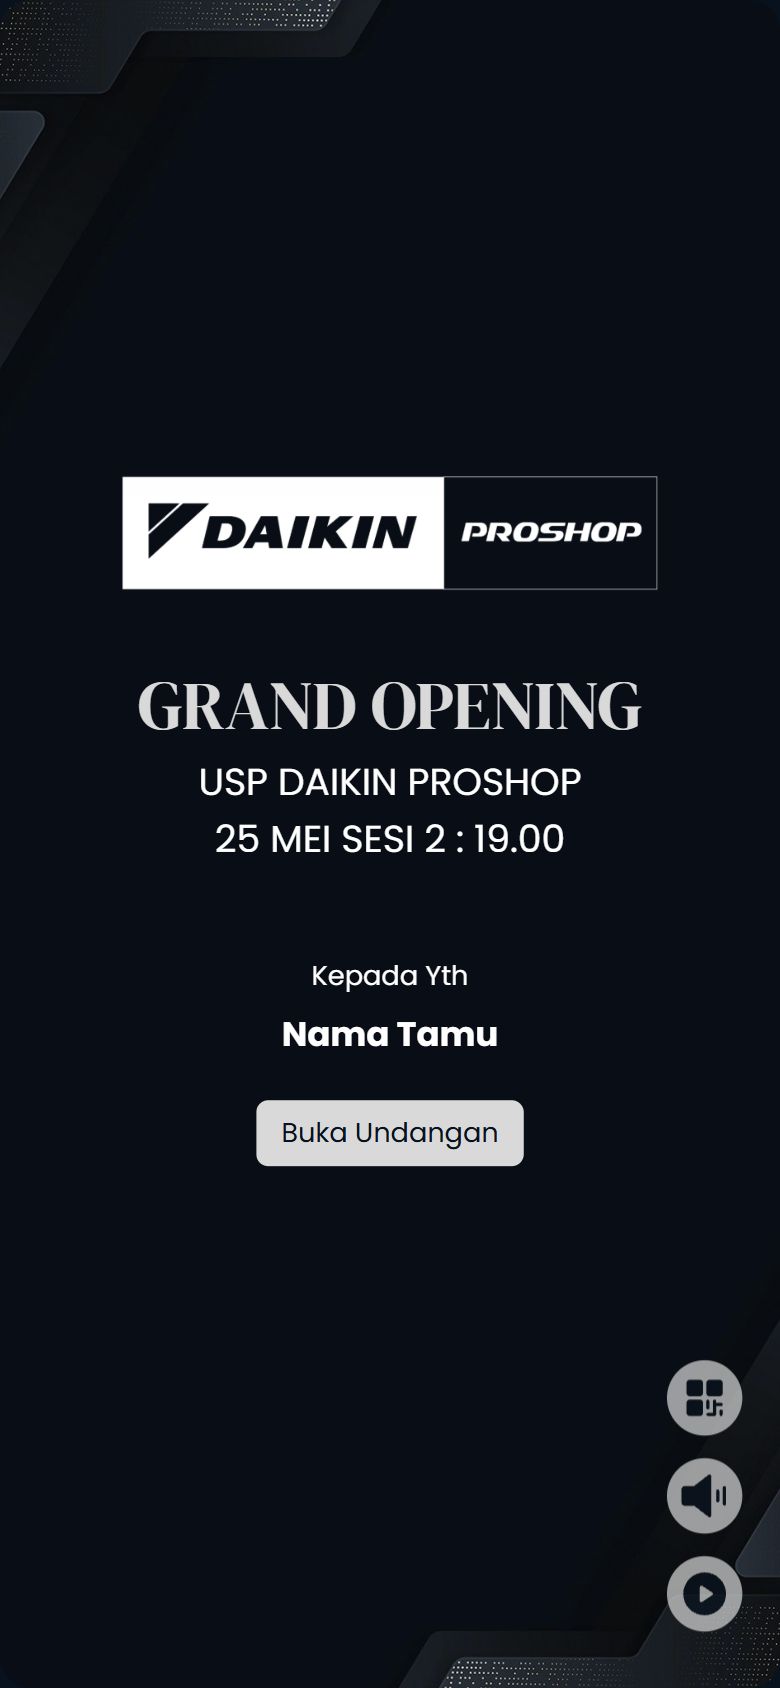 DAIKIN PROSHOP
GRAND OPENING
USP DAIKIN PROSHOP
25 MEI SESI 2 : 19.00
Kepada Yth
Nama Tamu
Buka Undangan